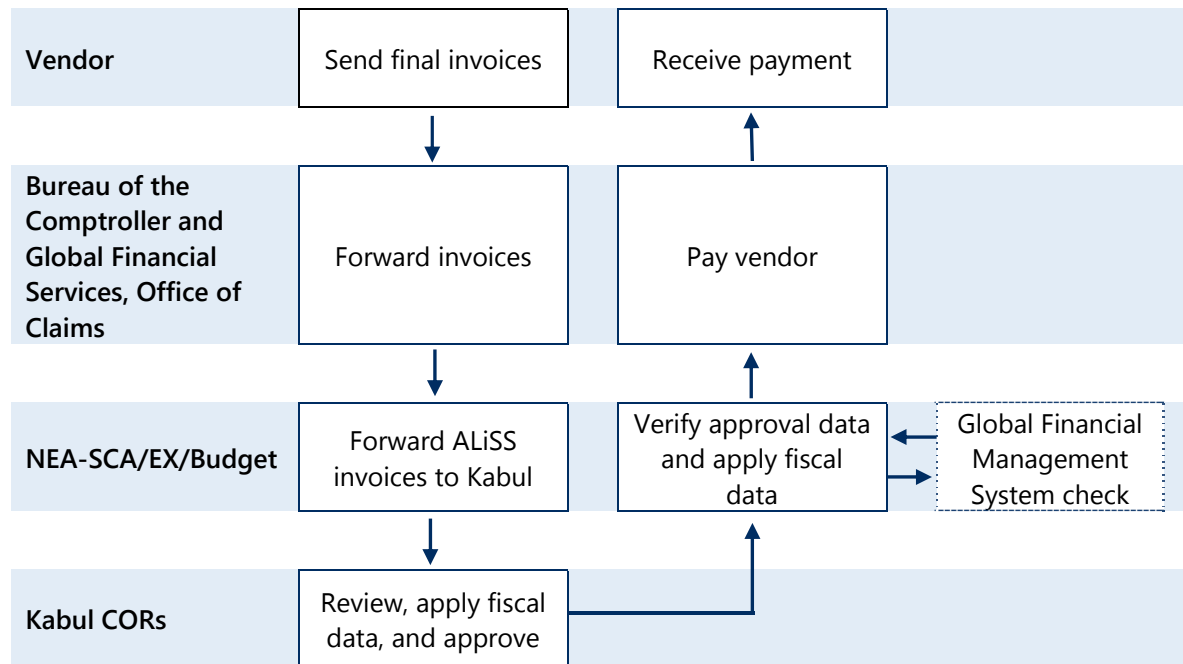 Vendor
Send final invoices
Receive payment
Bureau of the
Comptroller and
Global Financial
Services, Office of
Claims
Forward invoices
Pay vendor
NEA-SCA/EX/Budget
Forward ALiSS
invoices to Kabul
Verify approval data
and apply fiscal
data
Global Financial
Management
System check
Kabul CORs
Review, apply fiscal
data, and approve